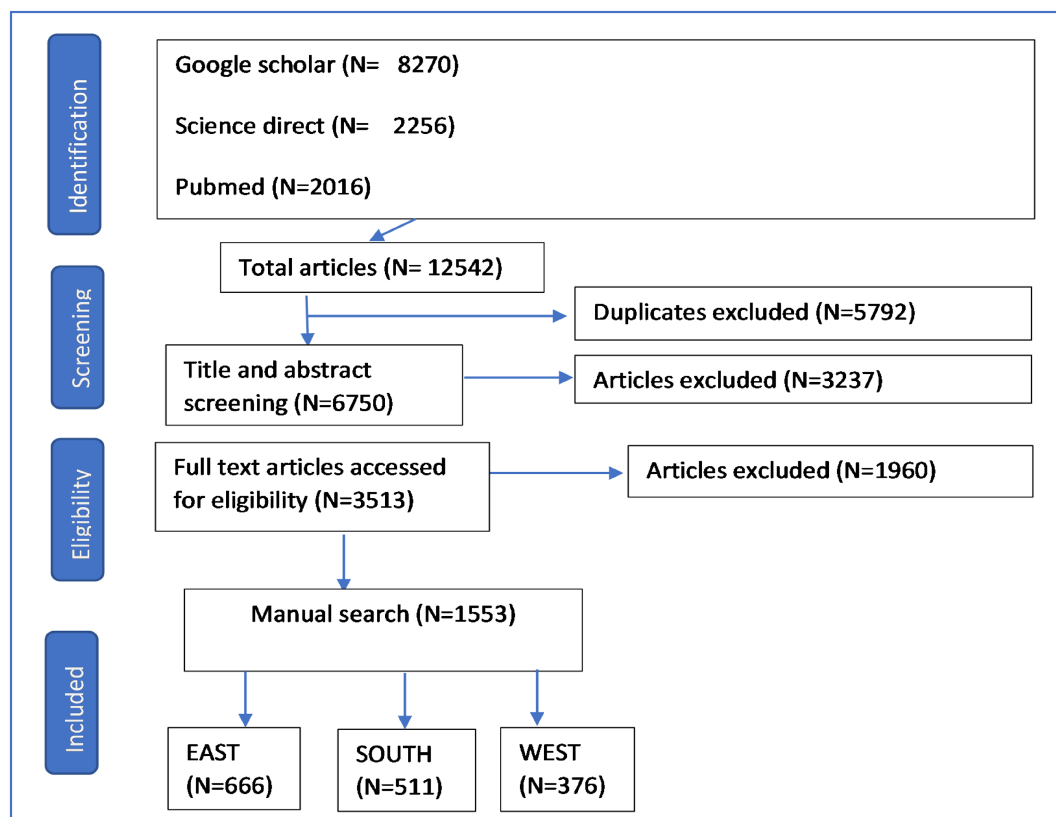 Identification
Google scholar (N=   8270)
Science direct (N=   2256)
Pubmed (N=2016)
Total articles (N= 12542)
Screening
Duplicates excluded (N=5792)
Title and abstract
screening (N=6750)
Articles excluded (N=3237)
Eligibility
Full text articles accessed
for eligibility (N=3513)
Articles excluded (N=1960)
Manual search (N=1553)
Included
EAST
(N=666)
SOUTH
(N=511)
WEST
(N=376)